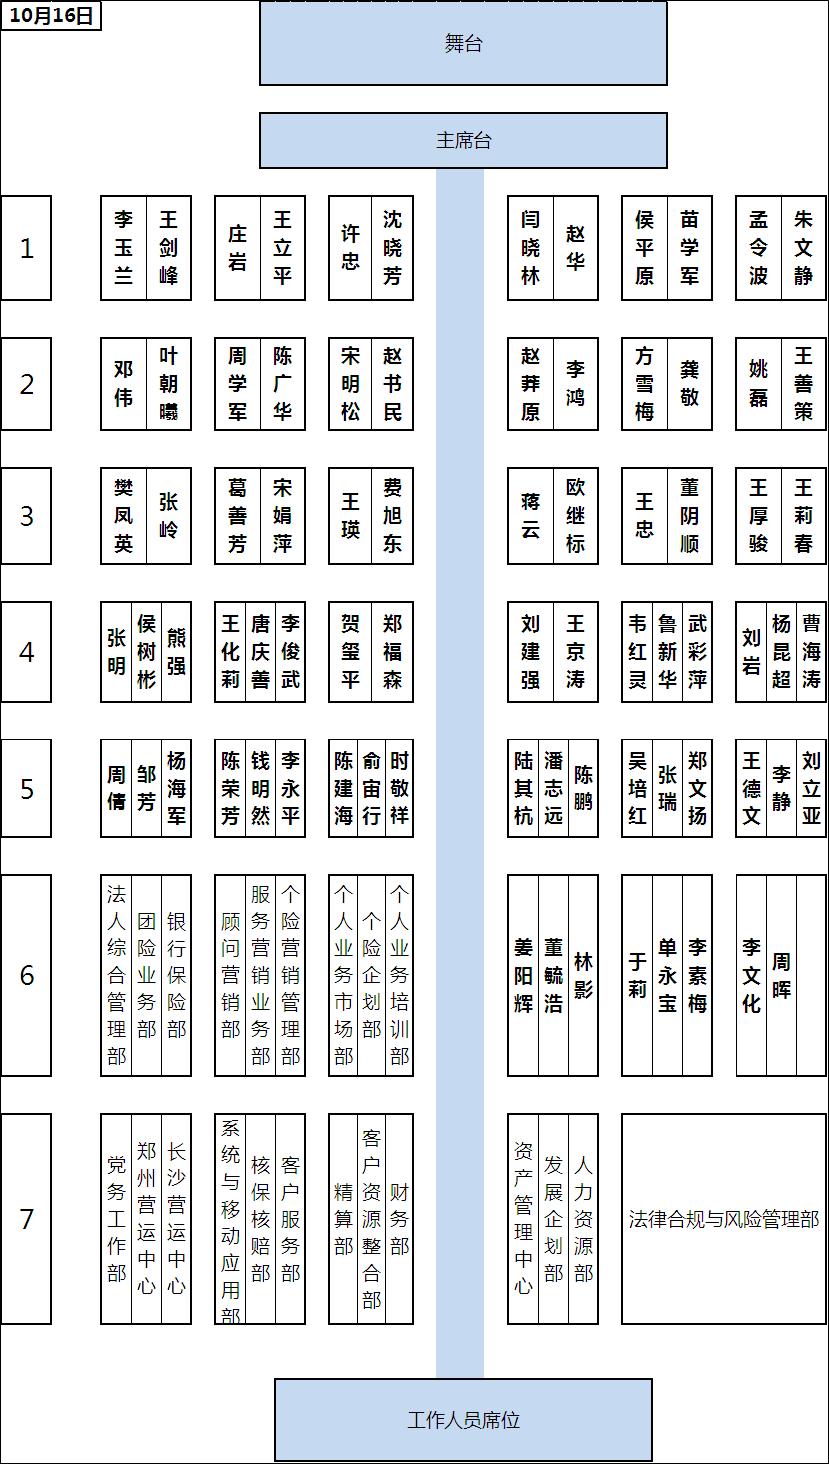 10月16日
舞台
主席台
1
李玉兰
王剑峰
庄岩
王立平
许忠
沈晓芳
闫晓林
赵华
侯平原
苗学军
孟令波
朱文静
2
邓伟
叶朝曦
周学军
陈广华
宋明松
赵书民
赵莽原
李鸿
方雪梅
龚敬
姚磊
王善策
3
樊凤英
张岭
葛善芳
宋娟萍
王瑛
费旭东
蒋云
欧继标
王忠
董阴顺
王厚骏
王莉春
4
张明
侯树彬
熊强
王化莉
唐庆善
李俊武
贺玺平
郑福森
刘建强
王京涛
韦红灵
鲁新华
武彩萍
刘岩
杨昆超
曹海涛
5
周倩
邹芳
杨海军
陈荣芳
钱明然
李永平
陈建海
俞宙行
时敬祥
陆其杭
潘志远
陈鹏
吴培红
张瑞
郑文扬
王德文
李静
刘立亚
6
法人综合管理部
团险业务部
银行保险部
顾问营销部
服务营销业务部
个险营销管理部
个人业务市场部
个险企划部
个人业务培训部
姜阳辉
董毓浩
林影
于莉
单永宝
李素梅
李文化
周晖
7
党务工作部
郑州营运中心
长沙营运中心
系统与移动应用部
核保核赔部
客户服务部
精算部
客户资源整合部
财务部
资产管理中心
发展企划部
人力资源部
法律合规与风险管理部
工作人员席位